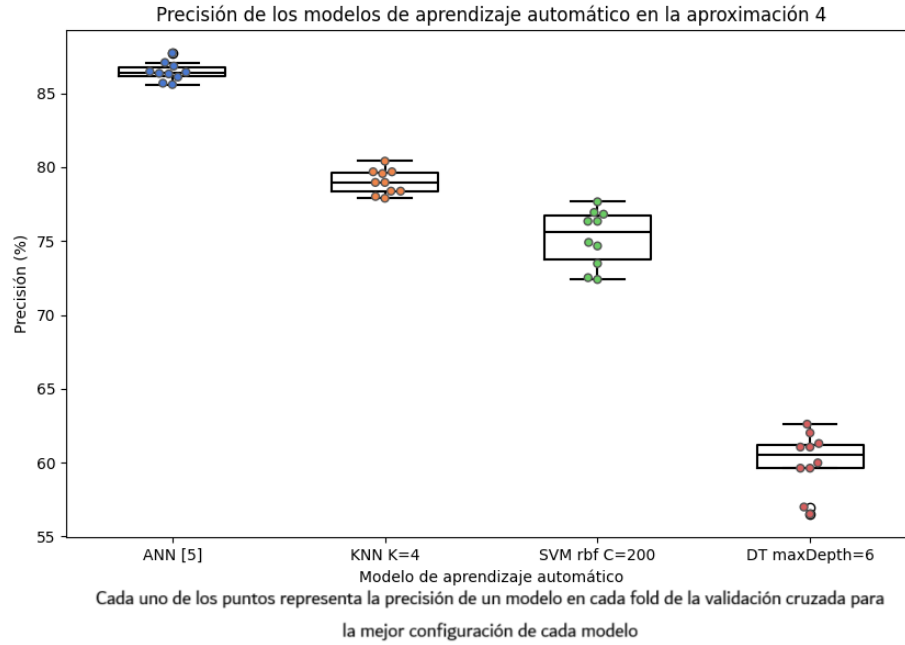 Precisión de los modelos de aprendizaje automático en la aproximación 4
Precisión (%)
85
80
75
70
65
60
55
ANN [5]
KNN K=4
SVM rbf C=200
DT maxDepth=6
Modelo de aprendizaje automático
Cada uno de los puntos representa la precisión de un modelo en cada fold de la validación cruzada para
la mejor configuración de cada modelo